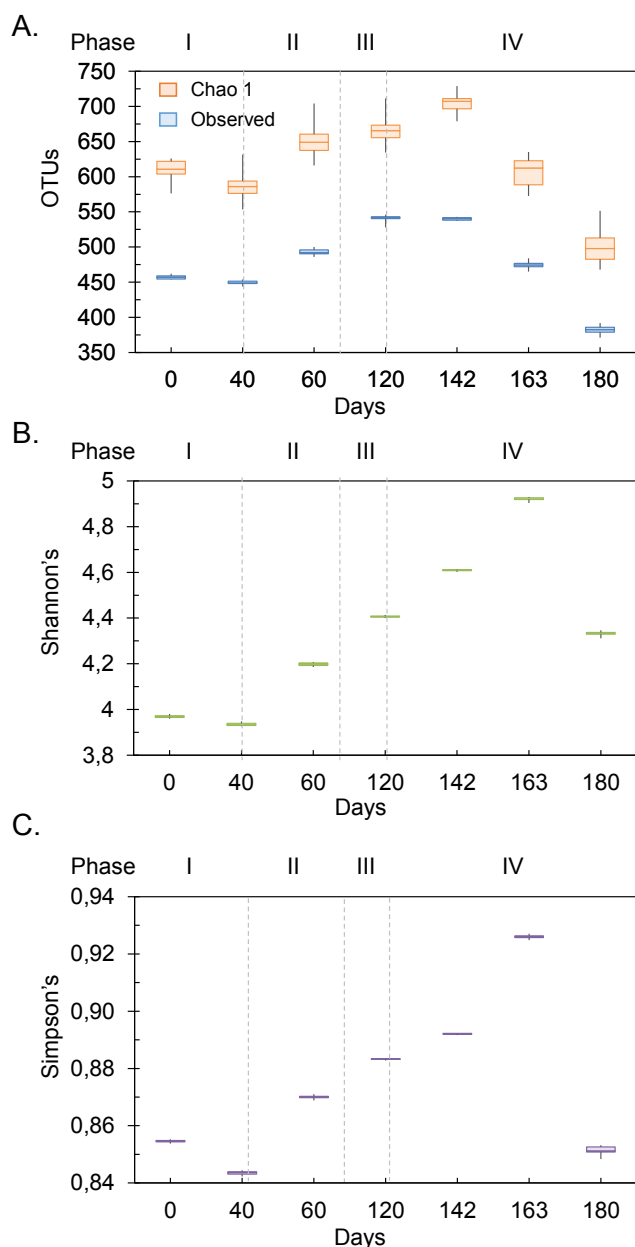 A.
Phase I II III IV
750
700
650
600
550
500
450
400
350
OTUs
Chao 1
Observed
0 40 60 120 142 163 180
Days
B.
Phase I II III IV
5
4,8
4,6
4,4
4,2
4
3,8
Shannon's
0 40 60 120 142 163 180
Days
C.
Phase I II III IV
0,94
0,92
0,90
0,88
0,86
0,84
Simpson's
0 40 60 120 142 163 180
Days